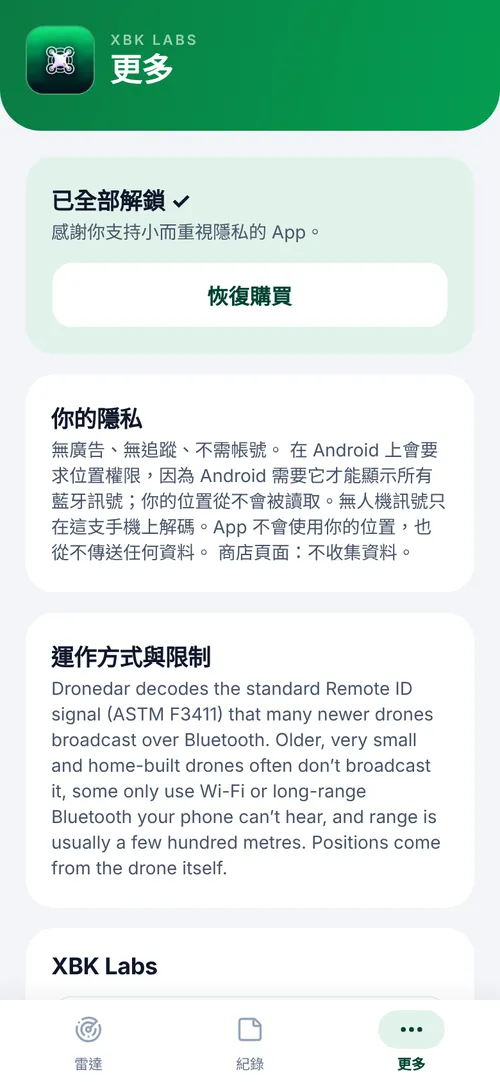 XBK LABS
更多
已全部解鎖 ✓
感謝你支持小而重視隱私的 App。
恢復購買
你的隱私
無廣告、無追蹤、不需帳號。 在 Android 上會要
求位置權限，因為 Android 需要它才能顯示所有
藍牙訊號；你的位置從不會被讀取。無人機訊號只
在這支手機上解碼。App 不會使用你的位置，也
從不傳送任何資料。 商店頁面：不收集資料。
運作方式與限制
Dronedar decodes the standard Remote ID
signal (ASTM F3411) that many newer drones
broadcast over Bluetooth. Older, very small
and home-built drones often don’t broadcast
it, some only use Wi-Fi or long-range
Bluetooth your phone can’t hear, and range is
usually a few hundred metres. Positions come
from the drone itself.
XBK Labs
雷達
紀錄
更多